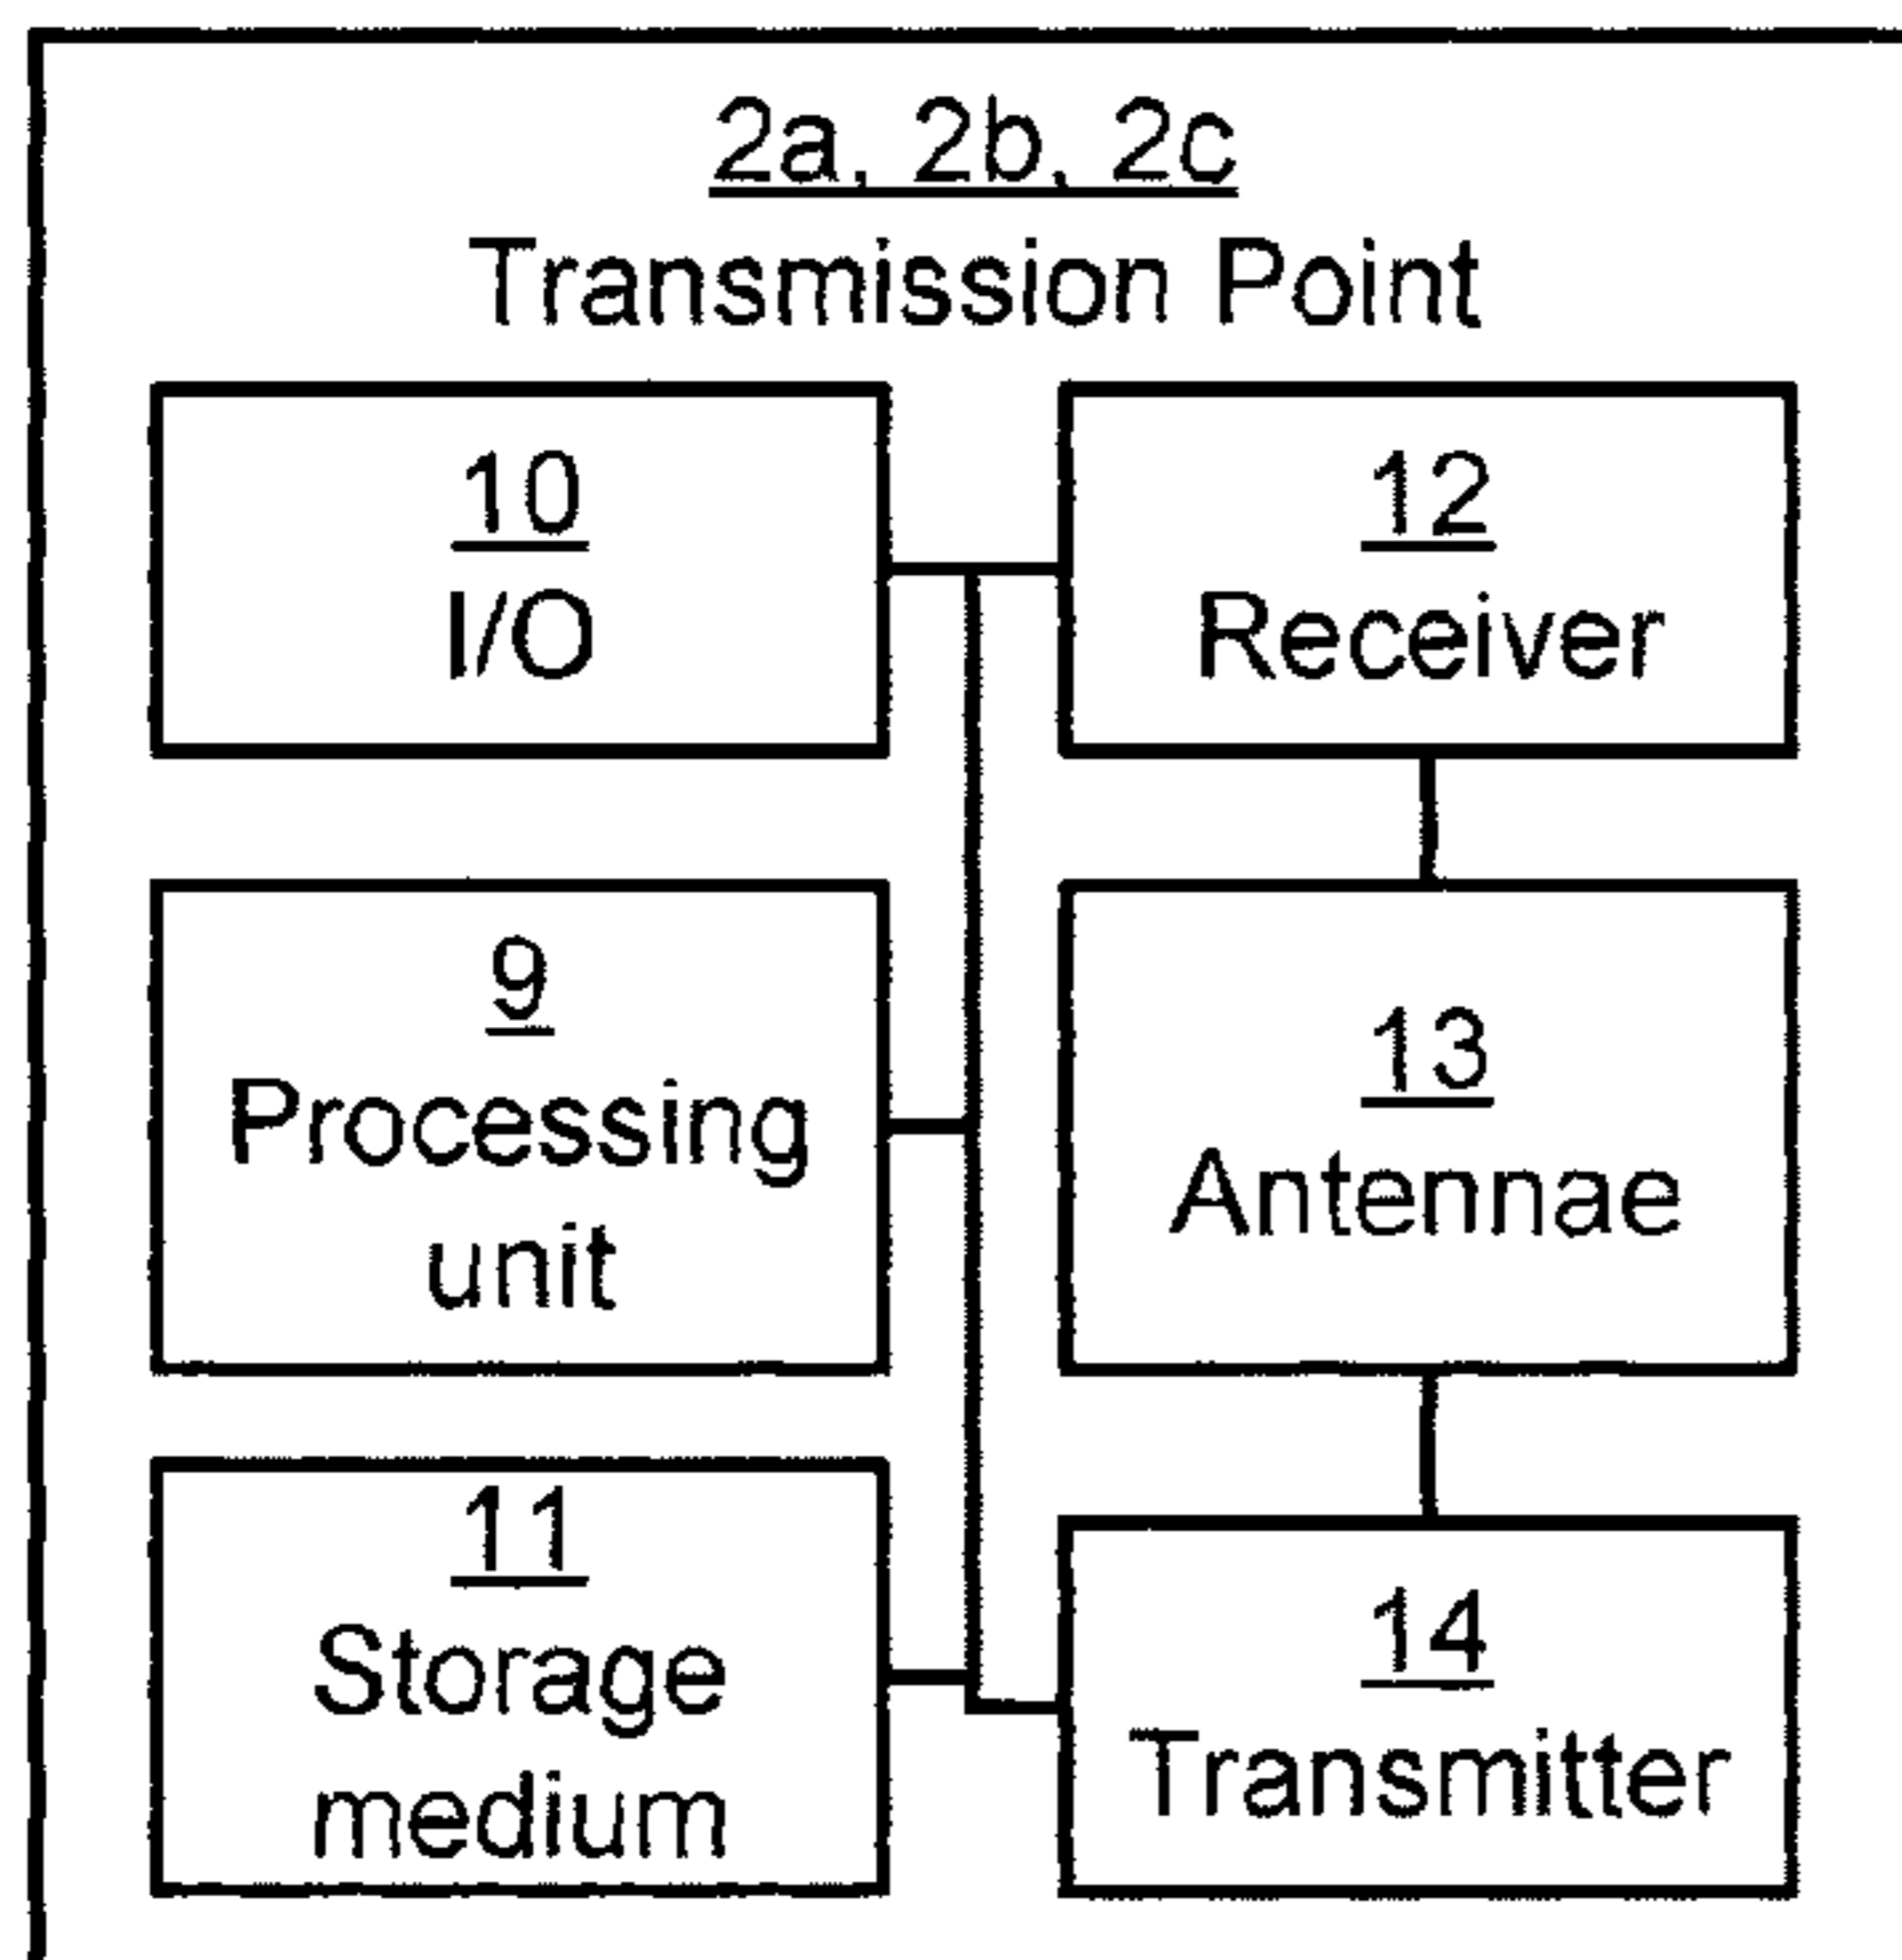 2a, 2b, 2c
Transmission Point
10
I/O
12
Receiver
9
Processing
unit
13
Antennae
11
Storage
medium
14
Transmitter